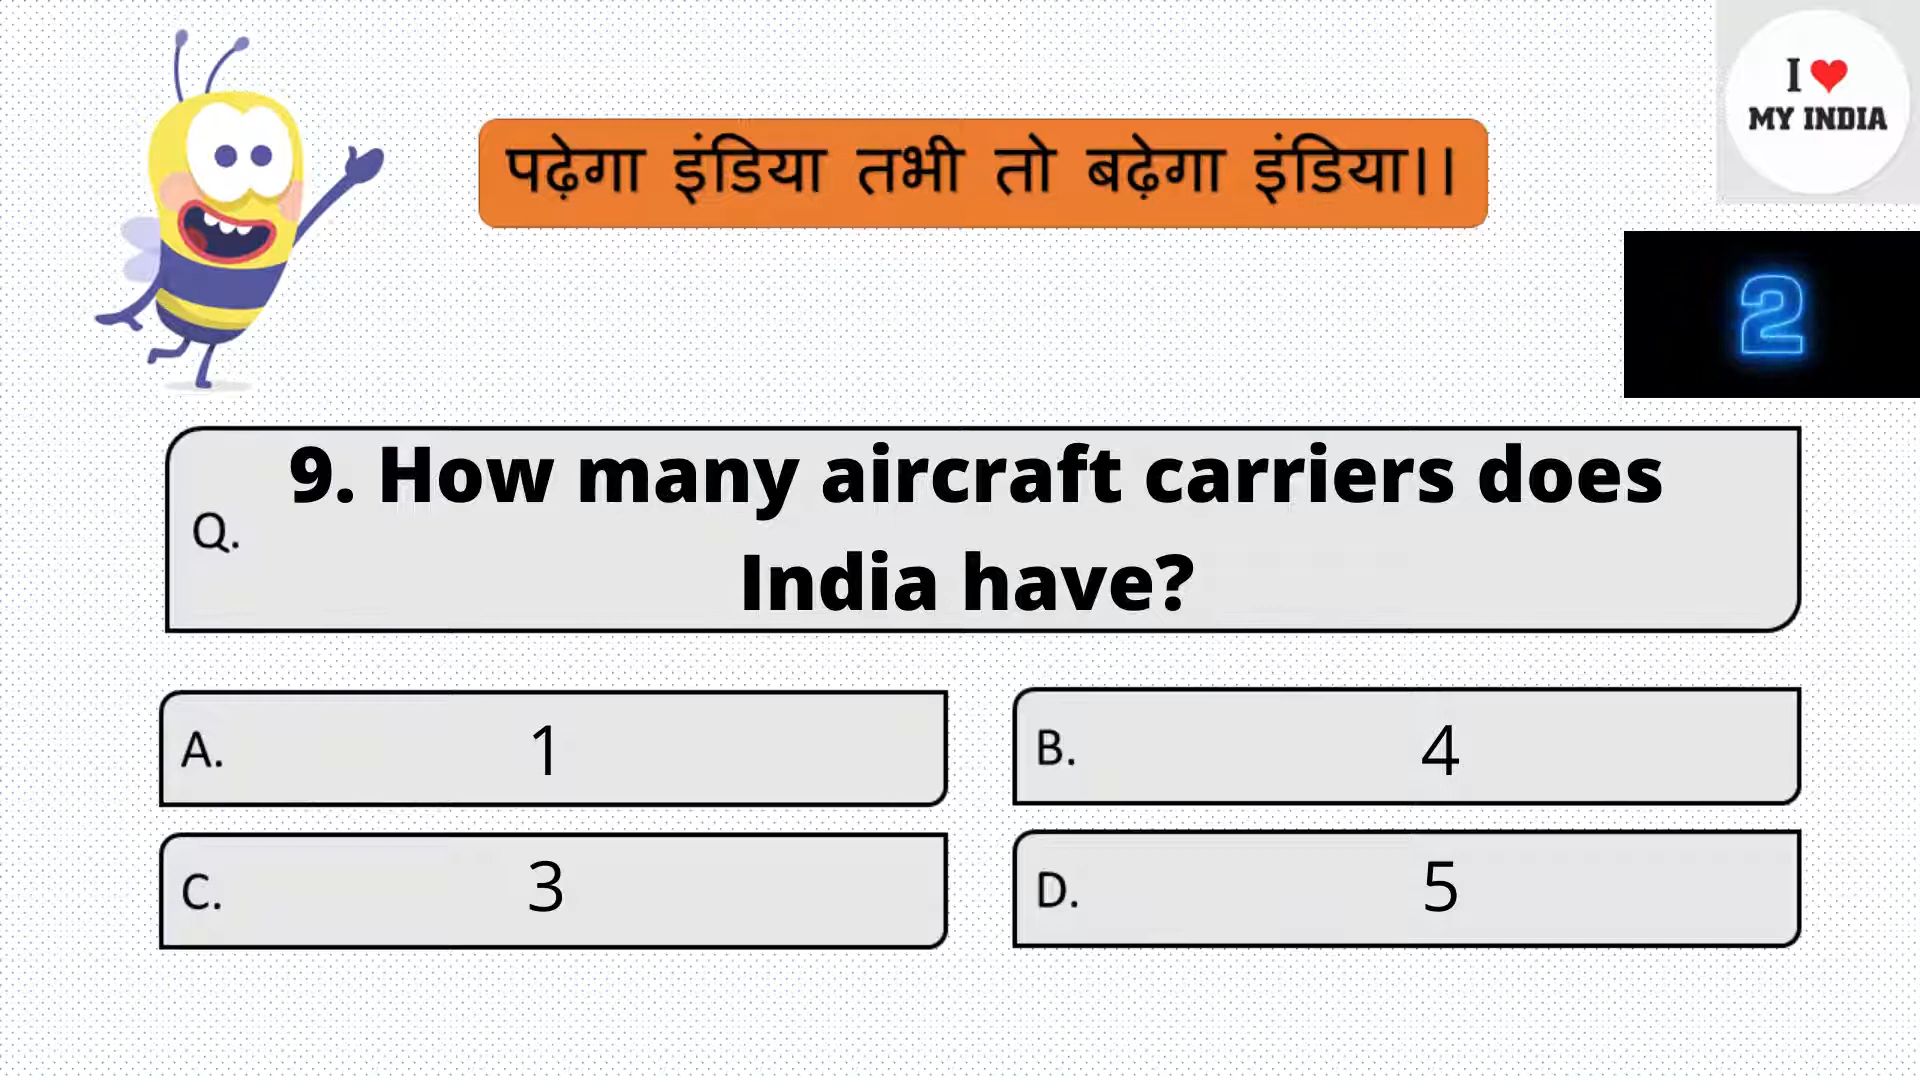 I ❤ 
MY INDIA
पढ़ेगा इंडिया तभी तो बढ़ेगा इंडिया।।
2
Q. 9. How many aircraft carriers does
India have?
A. 1
B. 4
C. 3
D. 5